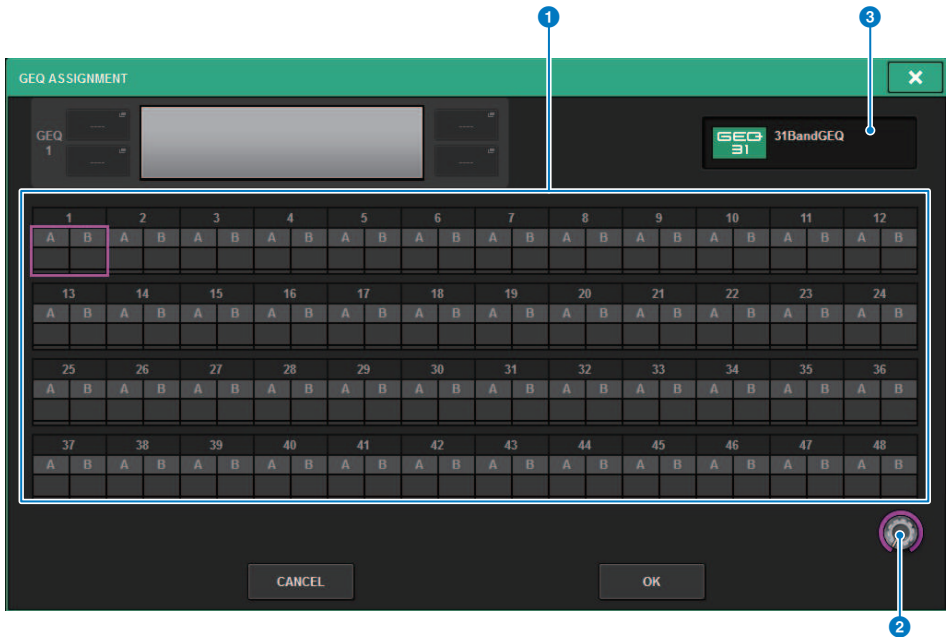 1 3
GEQ ASSIGNMENT
GEQ
1
---- ----
---- ----
GEQ
31
31BandGEQ
1
1 2 3 4 5 6 7 8 9 10 11 12
A B A B A B A B A B A B A B A B A B A B A B A B
13 14 15 16 17 18 19 20 21 22 23 24
A B A B A B A B A B A B A B A B A B A B A B A B
25 26 27 28 29 30 31 32 33 34 35 36
A B A B A B A B A B A B A B A B A B A B A B A B
37 38 39 40 41 42 43 44 45 46 47 48
A B A B A B A B A B A B A B A B A B A B A B A B
CANCEL OK
2